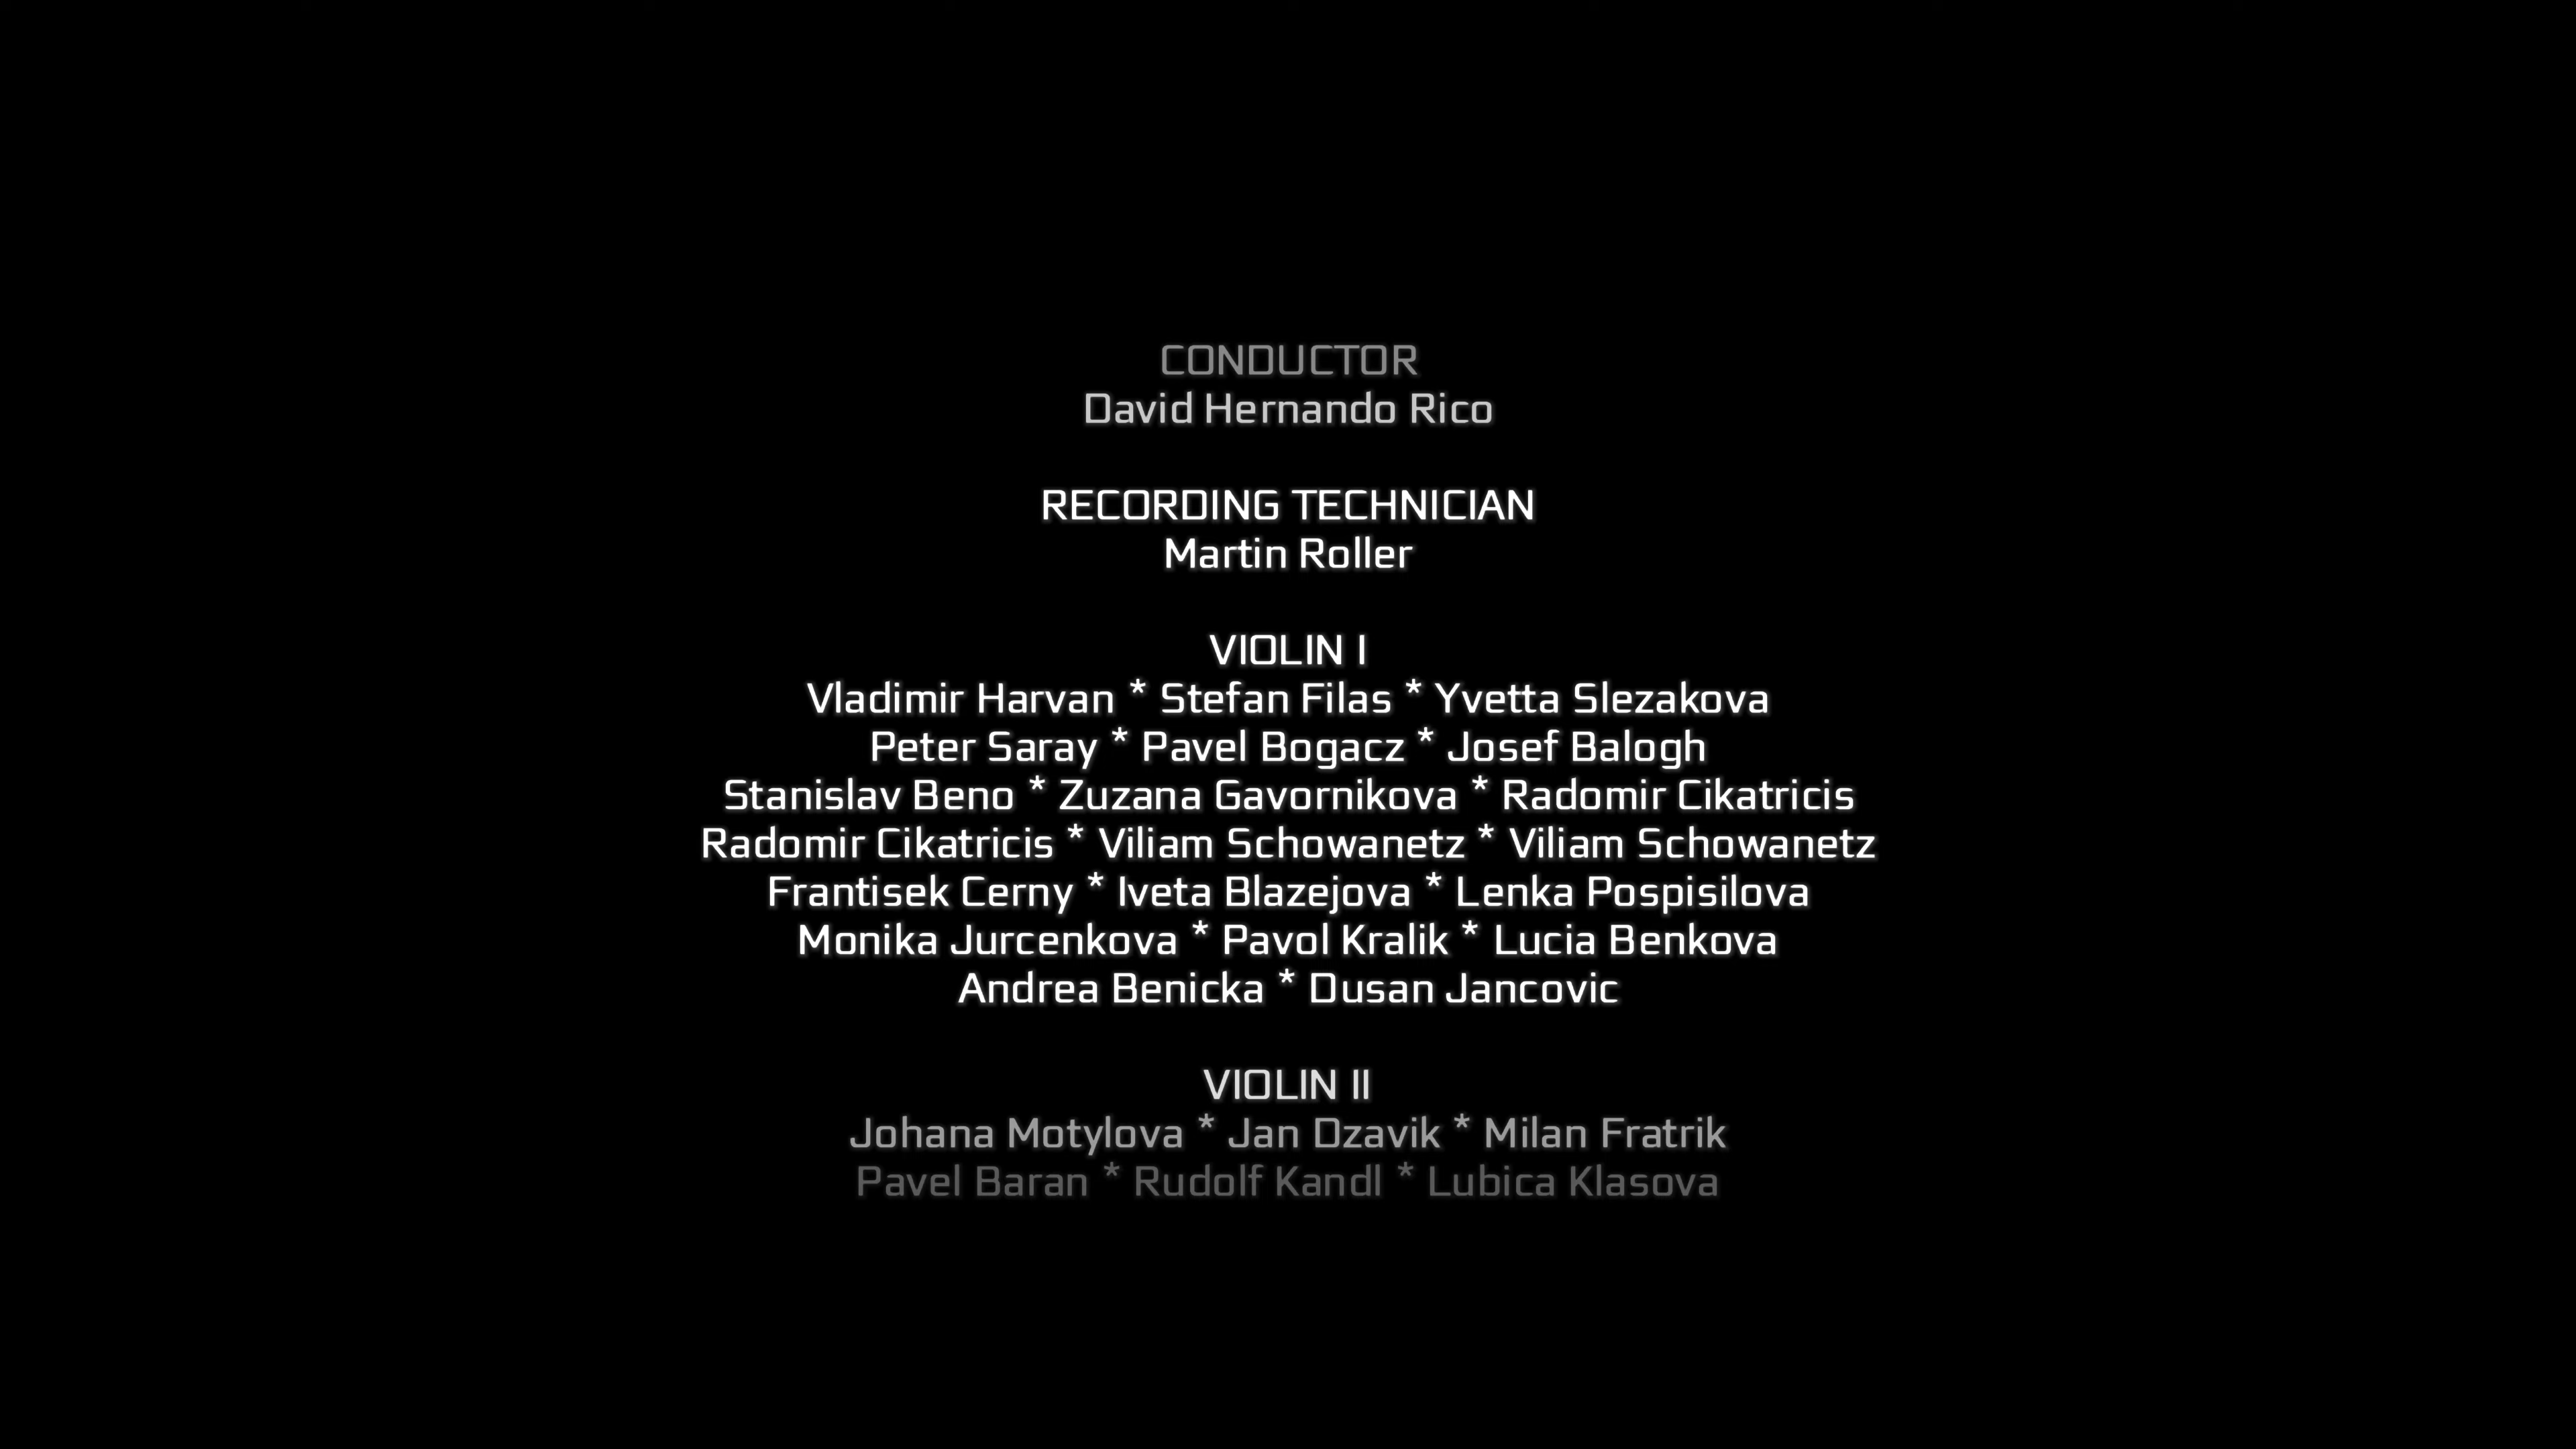 CONDUCTOR
David Hernando Rico
RECORDING TECHNICIAN
Martin Roller
VIOLIN I
Vladimir Harvan * Stefan Filas * Yvetta Slezakova
Peter Saray * Pavel Bogacz * Josef Balogh
Stanislav Beno * Zuzana Gavornikova * Radomir Cikatricis
Radomir Cikatricis * Viliam Schowanetz * Viliam Schowanetz
Frantisek Cerny * Iveta Blazejova * Lenka Pospisilova
Monika Jurcenkova * Pavol Kralik * Lucia Benkova
Andrea Benicka * Dusan Jancovic
VIOLIN II
Johana Motylova * Jan Dzavik * Milan Fratrik
Pavel Baran * Rudolf Kandl * Lubica Klasova